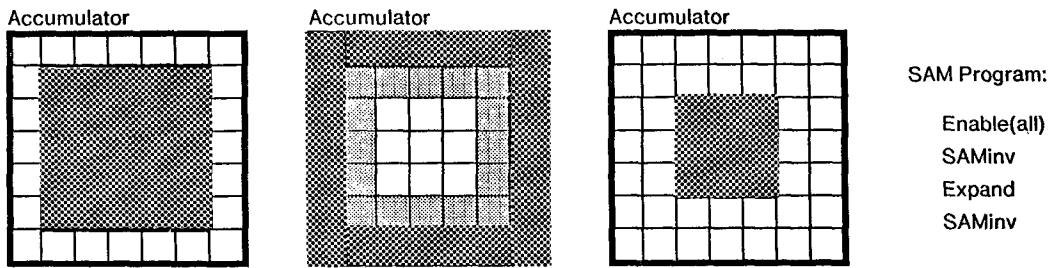 Accumulator
Accumulator
Accumulator
SAM Program:
Enable(all)
SAMinv
Expand
SAMinv